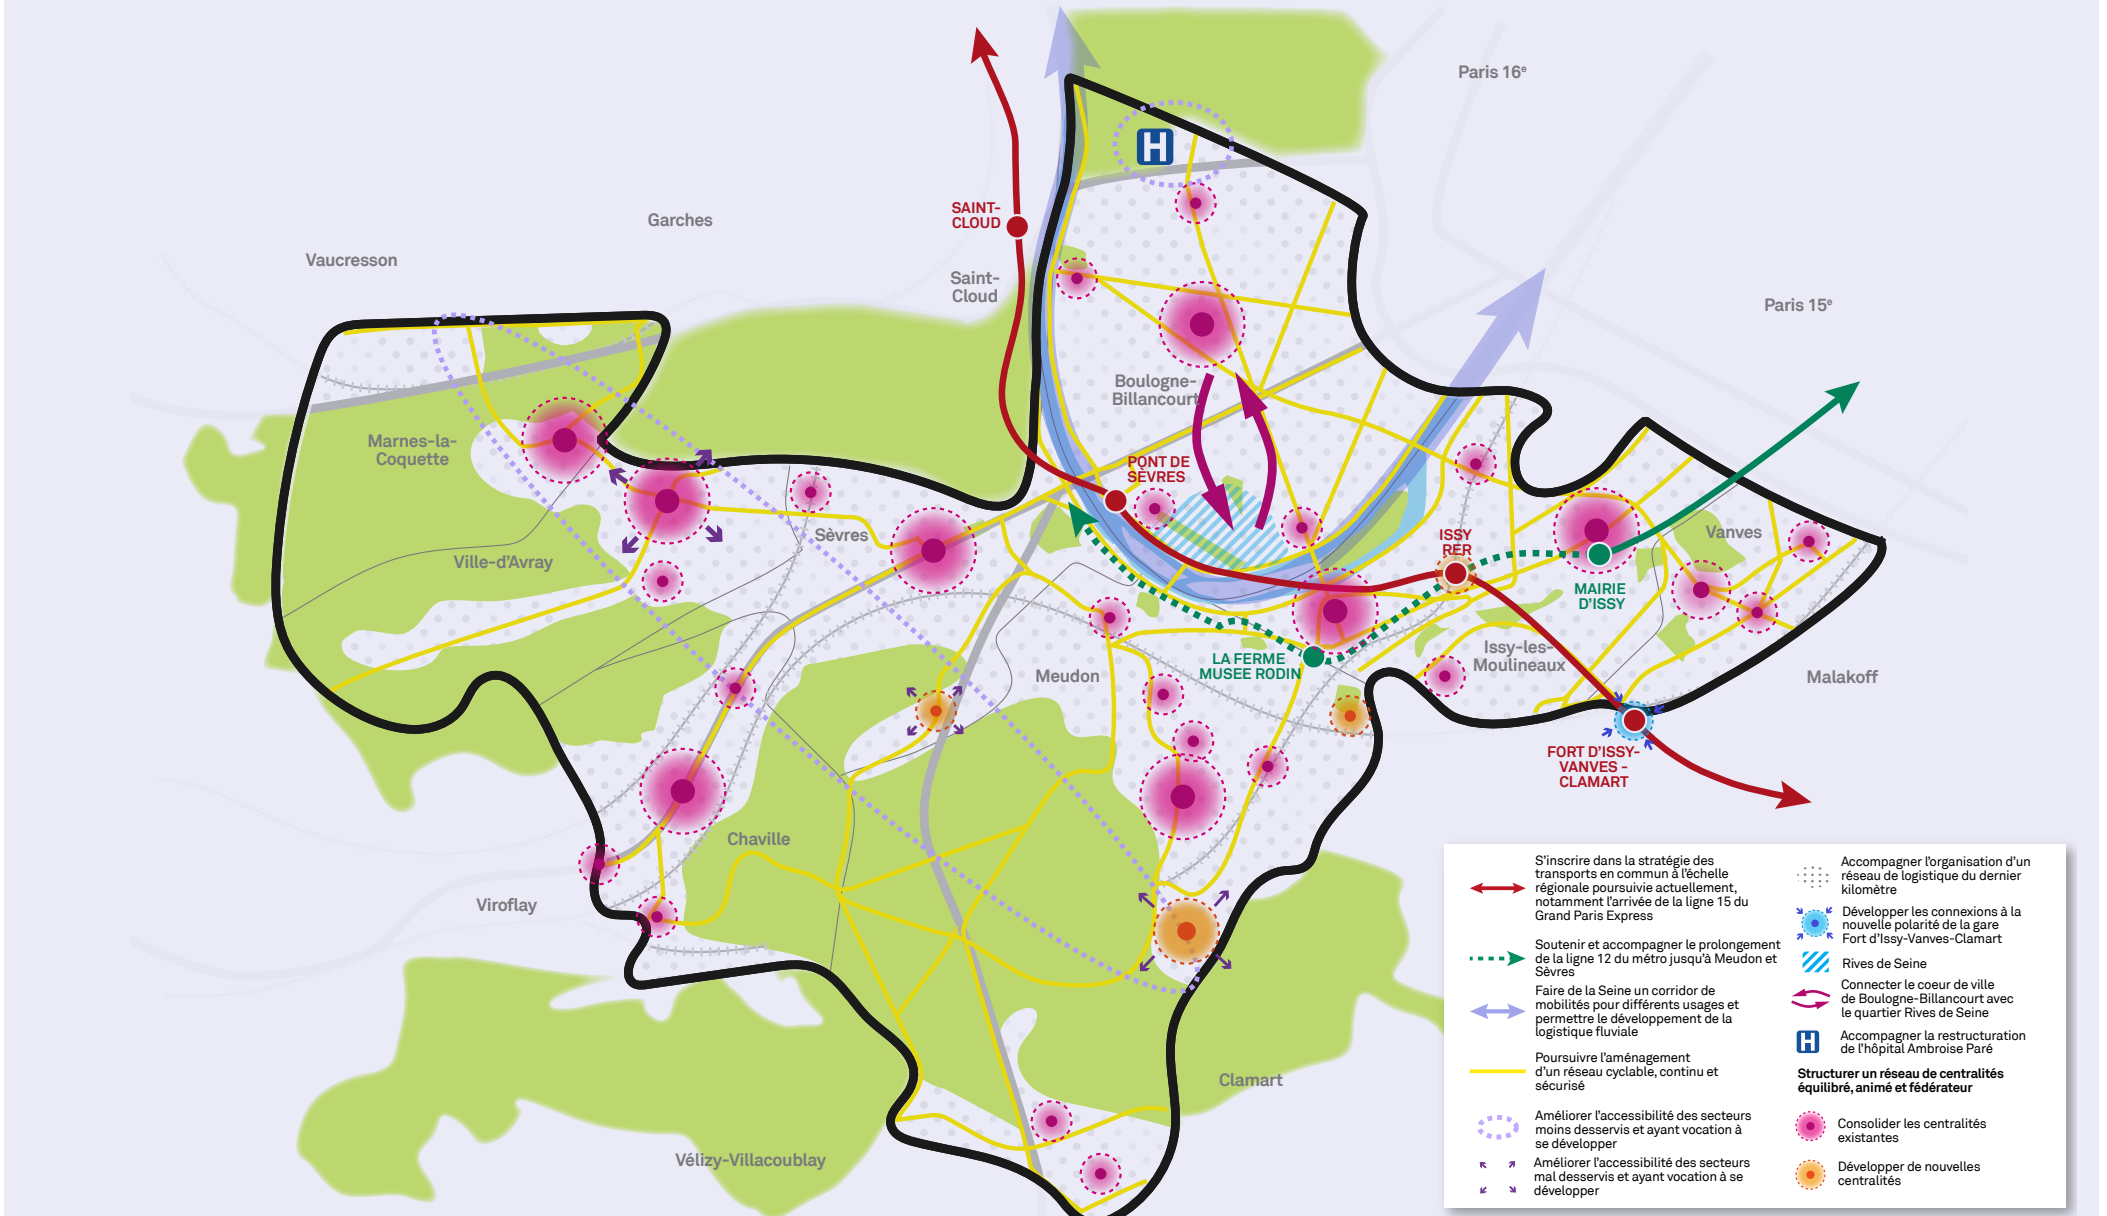 Paris 16e
SAINT-
CLOUD
Garches
Vaucresson
Saint-
Cloud
Paris 15e
H
Boulogne-
Billancourt
Marnes-la-
Coquette
PONT DE
SÈVRES
Sèvres
ISSY
RER
Vanves
Ville-d'Avray
MAIRIE
D'ISSY
LA FERME
MUSEE RODIN
Issy-les-
Moulineaux
Meudon
Malakoff
FORT D'ISSY-
VANVES -
CLAMART
Chaville
Viroflay
Clamart
Vélizy-Villacoublay
S'inscrire dans la stratégie des
transports en commun à l'échelle
régionale poursuivie actuellement,
notamment l'arrivée de la ligne 15 du
Grand Paris Express
Soutenir et accompagner le prolongement
de la ligne 12 du métro jusqu'à Meudon et
Sèvres
Faire de la Seine un corridor de
mobilités pour différents usages et
permettre le développement de la
logistique fluviale
Poursuivre l'aménagement
d'un réseau cyclable, continu et
sécurisé
Améliorer l'accessibilité des secteurs
moins desservis et ayant vocation à
se développer
Améliorer l'accessibilité des secteurs
mal desservis et ayant vocation à se
développer
Accompagner l'organisation d'un
réseau de logistique du dernier
kilomètre
Développer les connexions à la
nouvelle polarité de la gare
Fort d'Issy-Vanves-Clamart
Rives de Seine
Connecter le coeur de ville
de Boulogne-Billancourt avec
le quartier Rives de Seine
H
Accompagner la restructuration
de l'hôpital Ambroise Paré
Structurer un réseau de centralités
équilibré, animé et fédérateur
Consolider les centralités
existantes
Développer de nouvelles
centralités